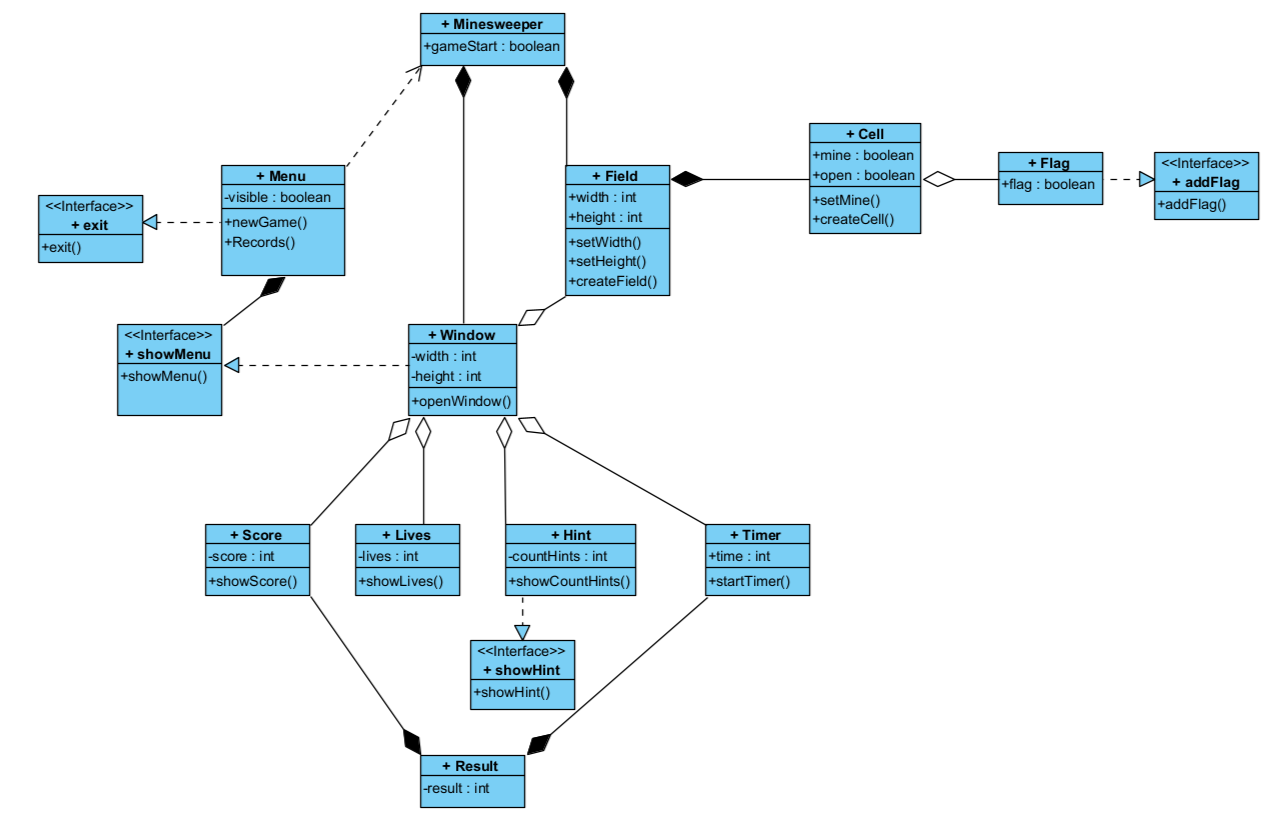 + Minesweeper
+gameStart : boolean
+ Menu
-visible : boolean
+newGame()
+Records()
<<Interface>>
+ exit
+exit()
<<Interface>>
+ showMenu
+showMenu()
+ Field
+width : int
+height : int
+setWidth()
+setHeight()
+createField()
+ Cell
+mine : boolean
+open : boolean
+setMine()
+createCell()
+ Flag
+flag : boolean
<<Interface>>
+ addFlag
+addFlag()
+ Window
-width : int
-height : int
+openWindow()
+ Score
-score : int
+showScore()
+ Lives
-lives : int
+showLives()
+ Hint
-countHints : int
+showCountHints()
+ Timer
+time : int
+startTimer()
<<Interface>>
+ showHint
+showHint()
+ Result
-result : int